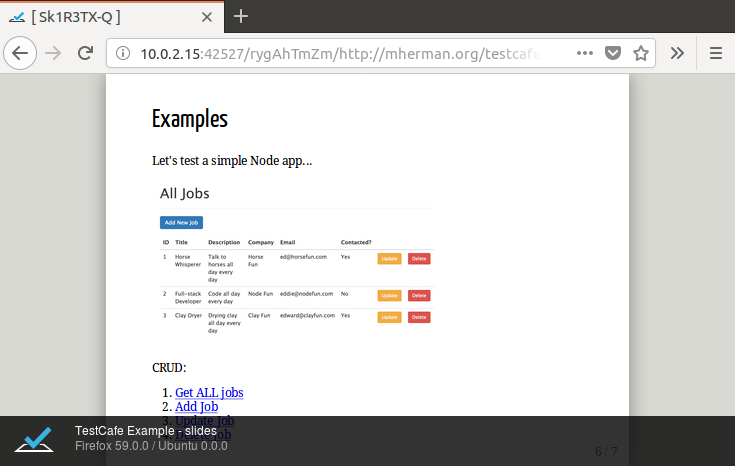 [ Sk1R3TX-Q ]
10.0.2.15:42527/rygAhTmZm/http://mherman.org/testcafe
Examples
Let's test a simple Node app...
All Jobs
Add New Job
ID Title Description Company Email Contacted?
1 Horse Whisperer Talk to horses all day every day Horse Fun ed@horsefun.com Yes Update Delete
2 Full-stack Developer Code all day every day Node Fun eddie@nodefun.com No Update Delete
3 Clay Dryer Drying clay all day every day Clay Fun edward@clayfun.com Yes Update Delete
CRUD:
1. Get ALL jobs
2. Add Job
3. Update Job
4. Delete Job
TestCafe Example - slides
Firefox 59.0.0 / Ubuntu 0.0.0
6 / 7